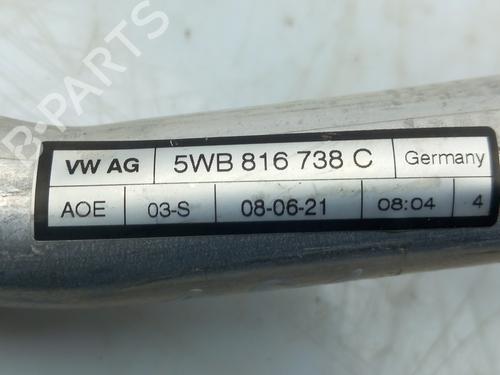 B-PARTS
VW AG 5WB 816 738 C Germany
AOE 03-S 08-06-21 08:04 4